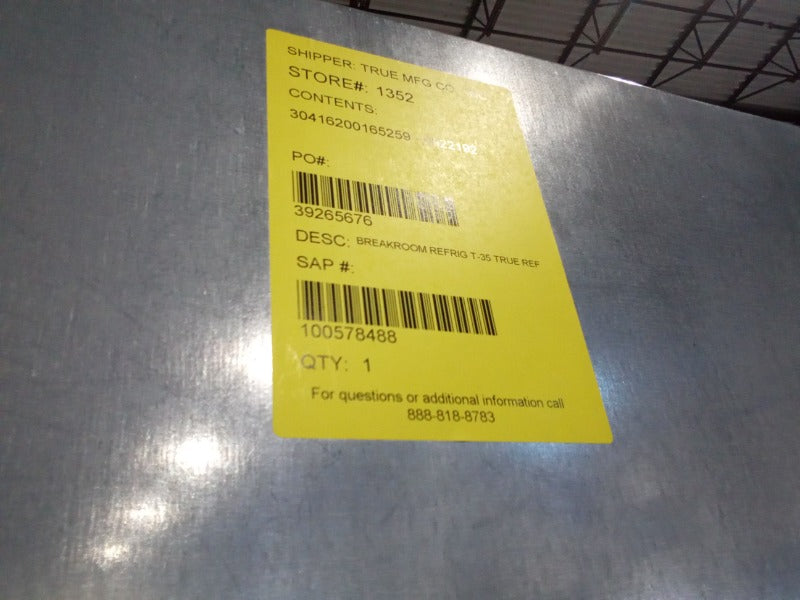 SHIPPER: TRUE MFG CO.
STORE#: 1352
CONTENTS:
30416200165259
PO#:
39265676
DESC: BREAKROOM REFRIG T-35 TRUE REF
SAP #:
100578488
QTY: 1
For questions or additional information call
888-818-8783